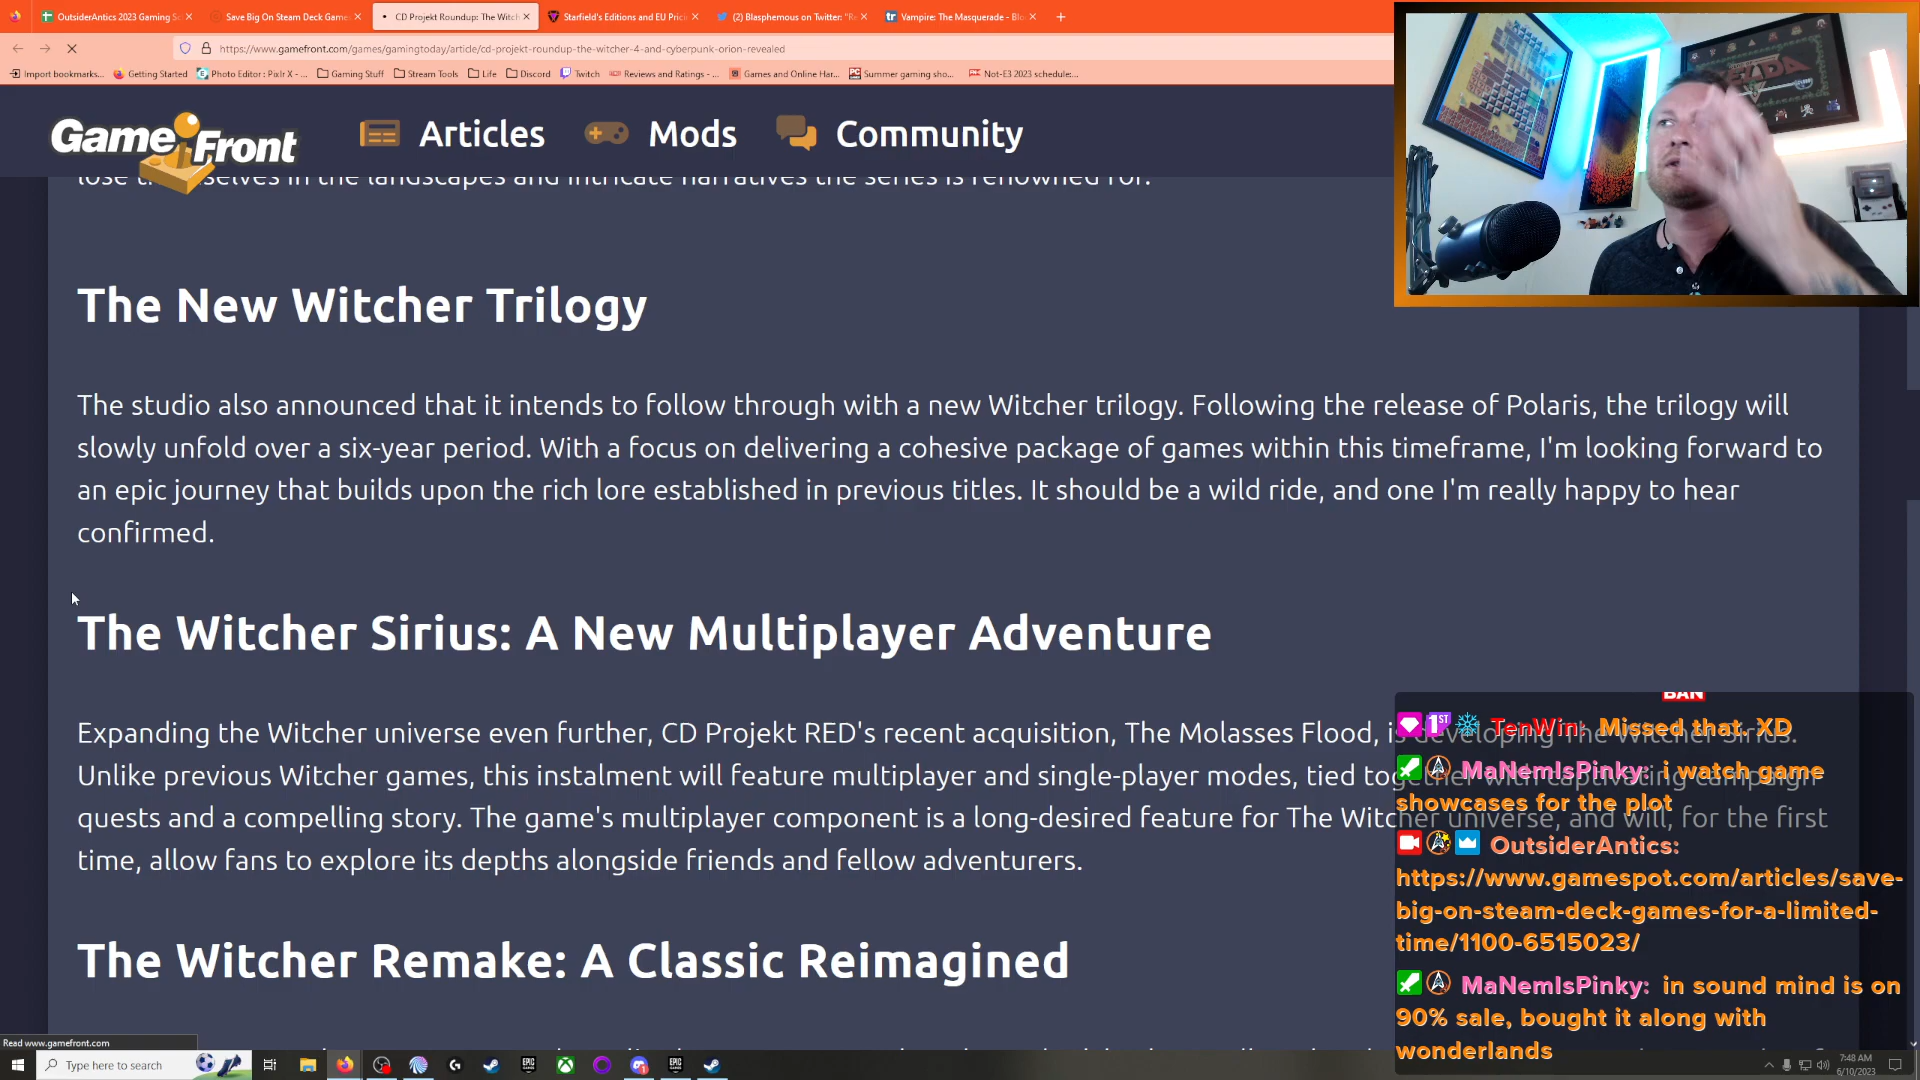 OutsiderAntics 2023 Gaming S
Save Big On Steam Deck Game
CD Projekt Roundup: The Witch
Starfield's Editions and EU Prici
(2) Blasphemous on Twitter: "Re
Vampire: The Masquerade - Blo
https://www.gamefront.com/games/gamingtoday/article/cd-projekt-roundup-the-witcher-4-and-cyberpunk-orion-revealed
Import bookmarks... Getting Started Photo Editor : Pixlr X - ... Gaming Stuff Stream Tools Life Discord Twitch Reviews and Ratings - ... Games and Online Hat... Summer gaming sho... Not-E3 2023 schedule:...
GameFront Articles Mods Community
lose themselves in the landscapes and intricate narratives the series is renowned for.
The New Witcher Trilogy
The studio also announced that it intends to follow through with a new Witcher trilogy. Following the release of Polaris, the trilogy will
slowly unfold over a six-year period. With a focus on delivering a cohesive package of games within this timeframe, I'm looking forward to
an epic journey that builds upon the rich lore established in previous titles. It should be a wild ride, and one I'm really happy to hear
confirmed.
The Witcher Sirius: A New Multiplayer Adventure
Expanding the Witcher universe even further, CD Projekt RED's recent acquisition, The Molasses Flood, is developing The Witcher Sirius.
Unlike previous Witcher games, this instalment will feature multiplayer and single-player modes, tied together with captivating campaign
quests and a compelling story. The game's multiplayer component is a long-desired feature for The Witcher universe, and will, for the first
time, allow fans to explore its depths alongside friends and fellow adventurers.
The Witcher Remake: A Classic Reimagined
BAN
1ST TenWin: Missed that. XD
MaNemIsPinky: i watch game
showcases for the plot
OutsiderAntics:
https://www.gamespot.com/articles/save-
big-on-steam-deck-games-for-a-limited-
time/1100-6515023/
MaNemIsPinky: in sound mind is on
90% sale, bought it along with
wonderlands
Read www.gamefront.com
Type here to search
7:48 AM
6/10/2023
ZELDA